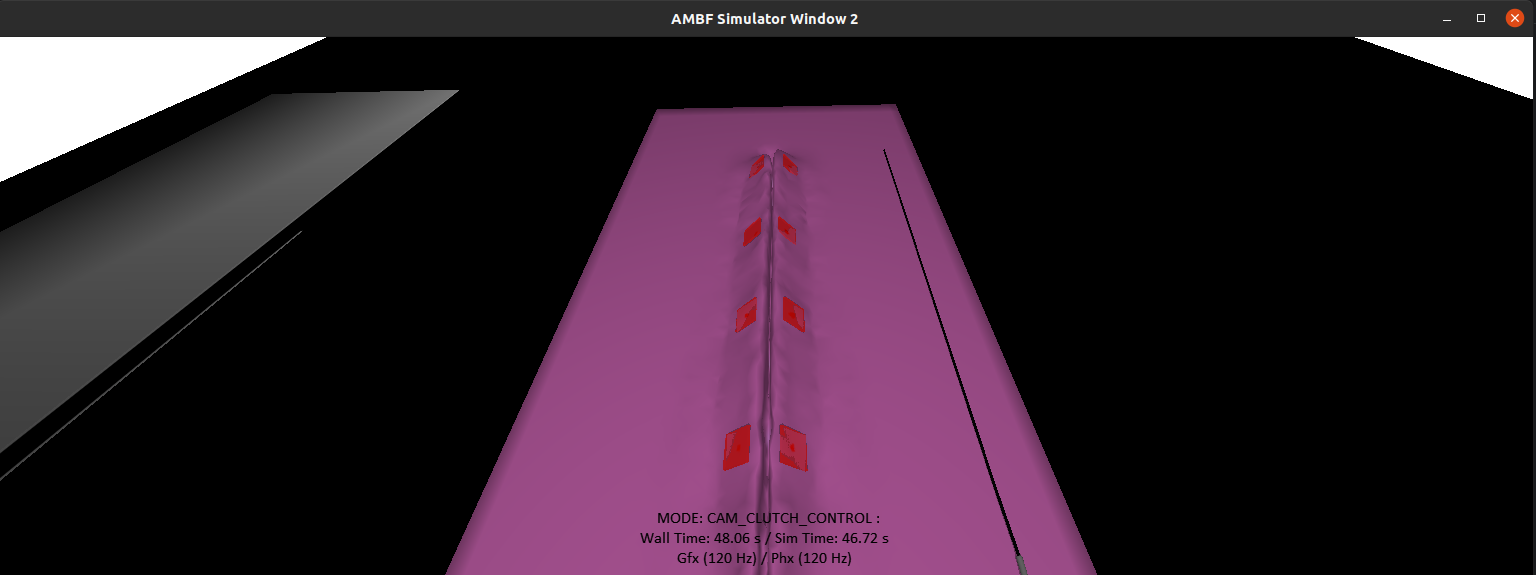 AMBF Simulator Window 2
MODE: CAM_CLUTCH_CONTROL :
Wall Time: 48.06 s / Sim Time: 46.72 s
Gfx (120 Hz) / Phx (120 Hz)